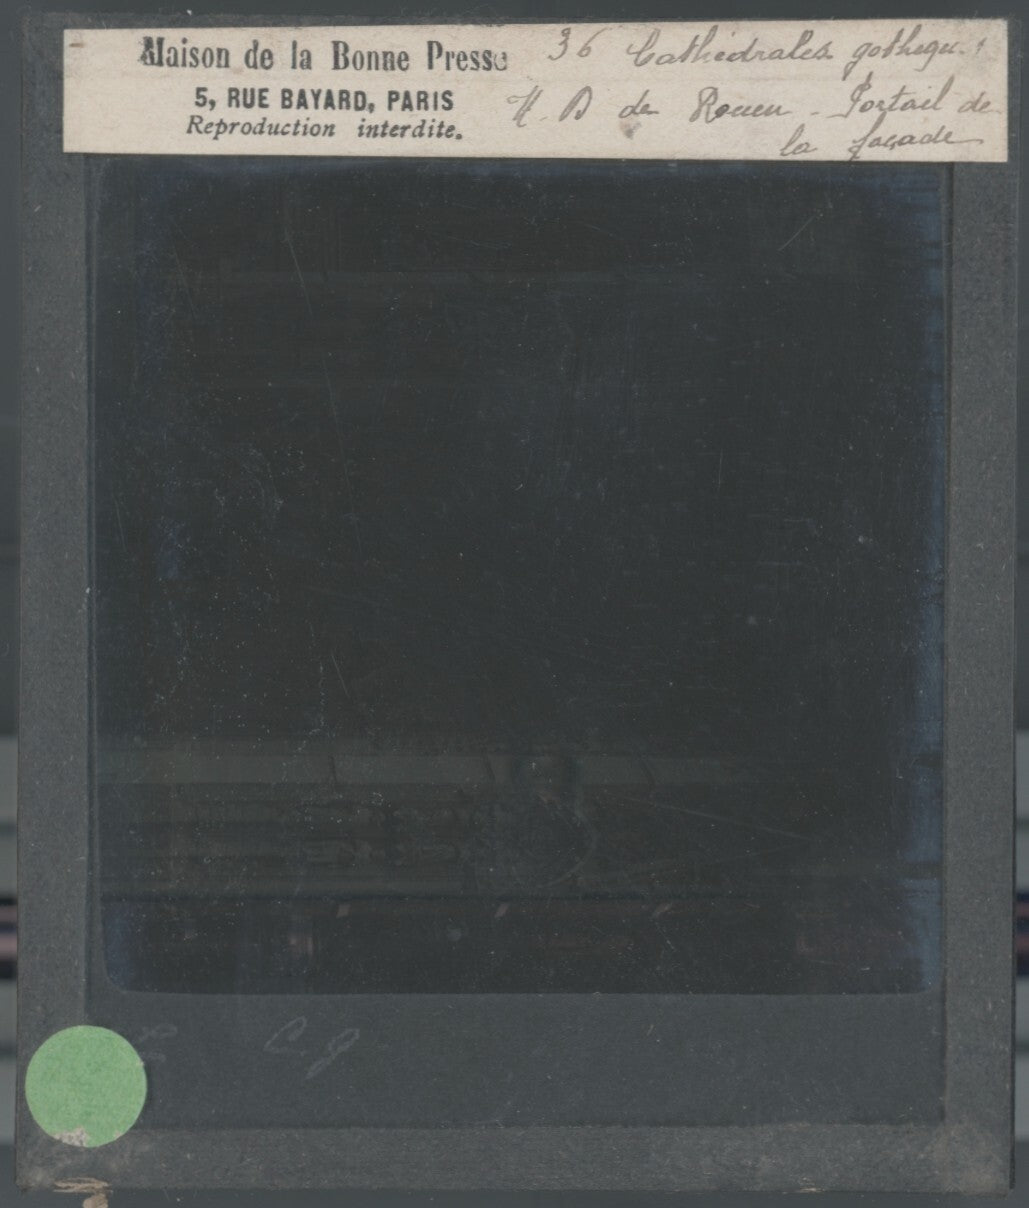 Maison de la Bonne Presse
5, RUE BAYARD, PARIS
Reproduction interdite.
36 Cathédrales gothiqu.
N. D de Rouen - Portail de
la façade
C. g